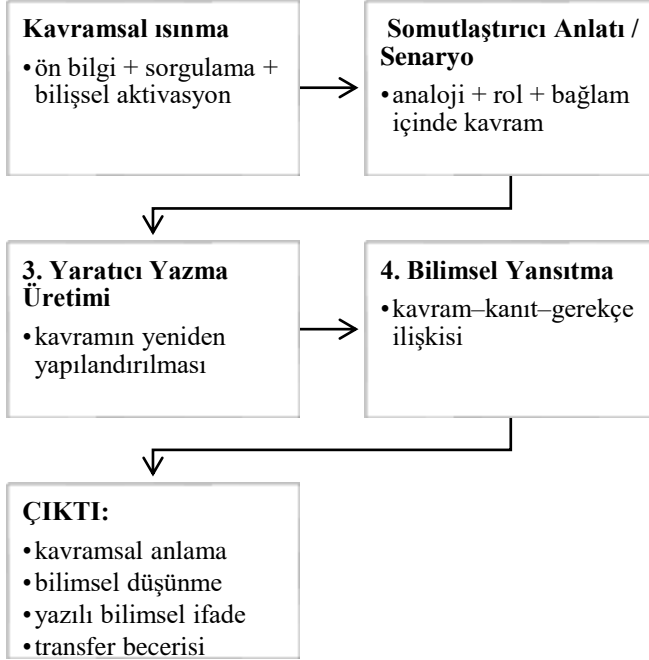 Kavramsal ısınma
•ön bilgi + sorgulama +
bilişsel aktivasyon
Somutlaştırıcı Anlatı /
Senaryo
•analoji + rol + bağlam
içinde kavram
3. Yaratıcı Yazma
Üretimi
•kavramın yeniden
yapılandırılması
4. Bilimsel Yansıtma
•kavram–kanıt–gerekçe
ilişkisi
ÇIKTI:
•kavramsal anlama
•bilimsel düşünme
•yazılı bilimsel ifade
•transfer becerisi